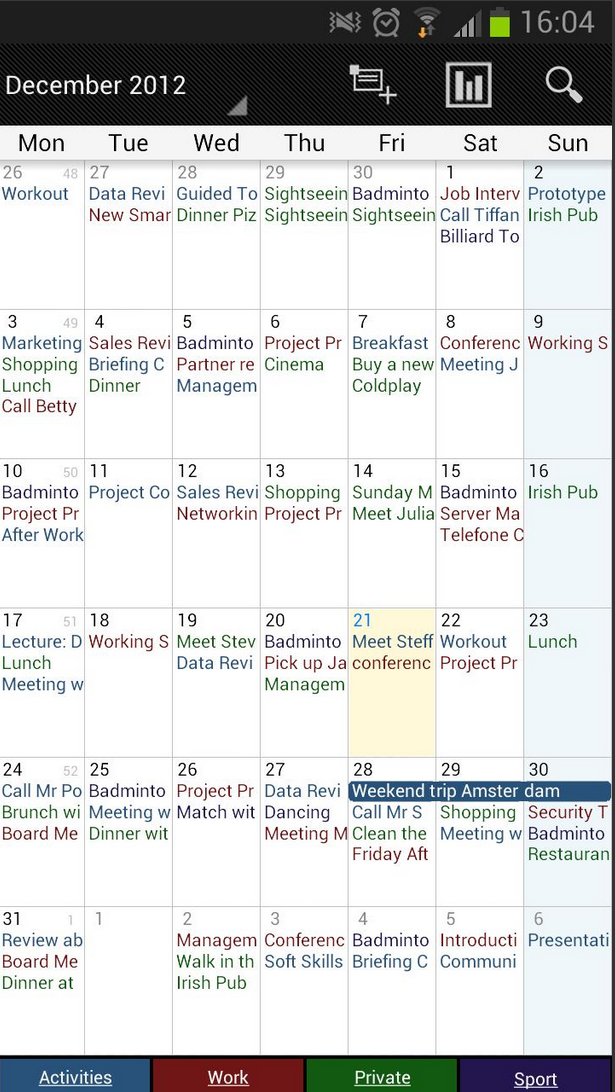 16:04
December 2012
Mon Tue Wed Thu Fri Sat Sun
26 48 27 28 29 30 1 2
Workout Data Revi Guided To Sightseein Badminto Job Interv Prototype
New Smar Dinner Piz Sightseein Sightseein Call Tiffan Irish Pub
Billiard To
3 49 4 5 6 7 8 9
Marketing Sales Revi Badminto Project Pr Breakfast Conferenc Working S
Shopping Briefing C Partner re Cinema Buy a new Meeting J
Lunch Dinner Managem Coldplay
Call Betty
10 50 11 12 13 14 15 16
Badminto Project Co Sales Revi Shopping Sunday M Badminto Irish Pub
Project Pr Networkin Project Pr Meet Julia Server Ma
After Work Telefone C
17 51 18 19 20 21 22 23
Lecture: D Working S Meet Stev Badminto Meet Steff Workout Lunch
Lunch Data Revi Pick up Ja conferenc Project Pr
Meeting w Managem
24 52 25 26 27 28 29 30
Call Mr Po Badminto Project Pr Data Revi Weekend trip Amster dam
Brunch wi Meeting w Match wit Dancing Call Mr S Shopping Security T
Board Me Dinner wit Meeting M Clean the Meeting w Badminto
Friday Aft Restauran
31 1 1 2 3 4 5 6
Review ab Managem Conferenc Badminto Introducti Presentati
Board Me Walk in th Soft Skills Briefing C Communi
Dinner at Irish Pub
Activities Work Private Sport